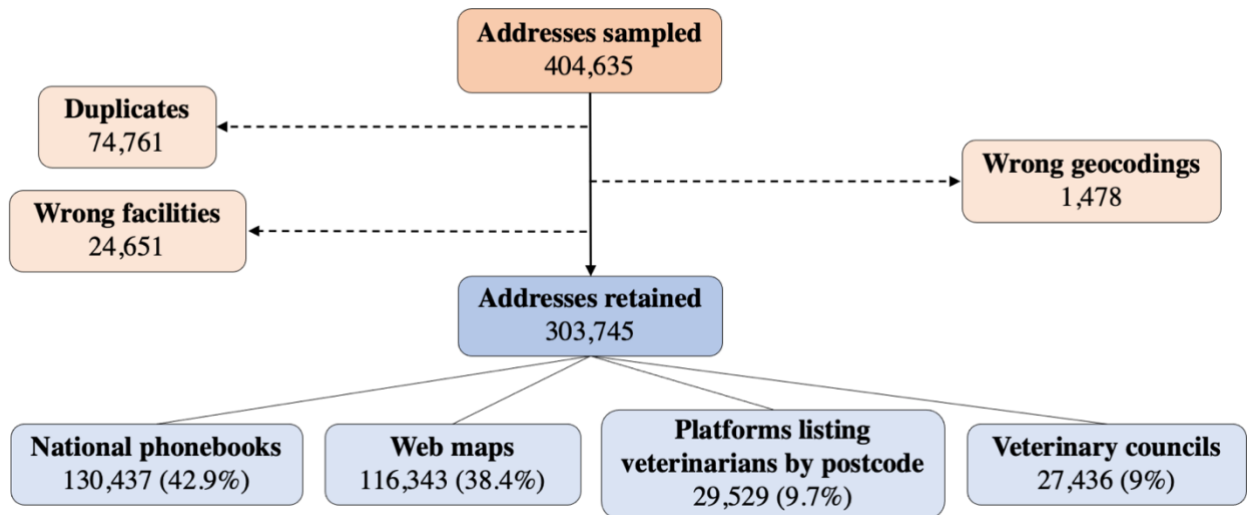 Addresses sampled
404,635
Duplicates
74,761
Wrong geocodings
1,478
Wrong facilities
24,651
Addresses retained
303,745
National phonebooks
130,437 (42.9%)
Web maps
116,343 (38.4%)
Platforms listing
veterinarians by postcode
29,529 (9.7%)
Veterinary councils
27,436 (9%)